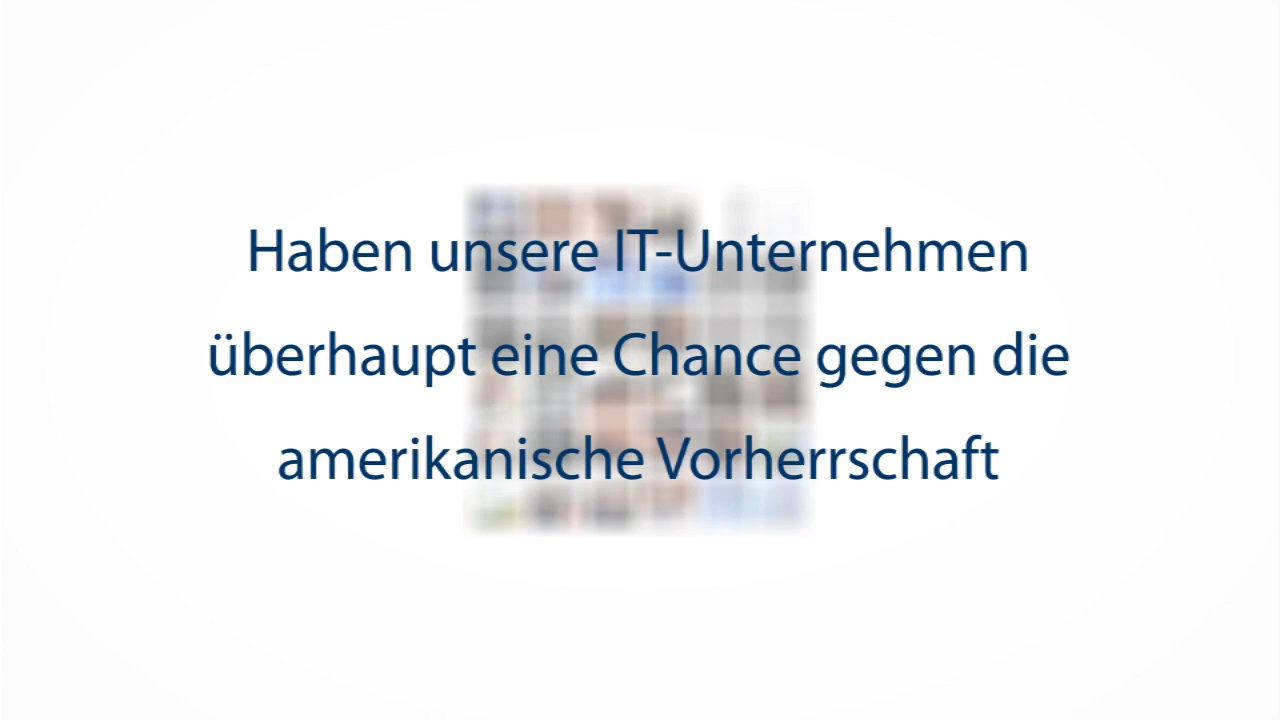 Haben unsere IT-Unternehmen
überhaupt eine Chance gegen die
amerikanische Vorherrschaft